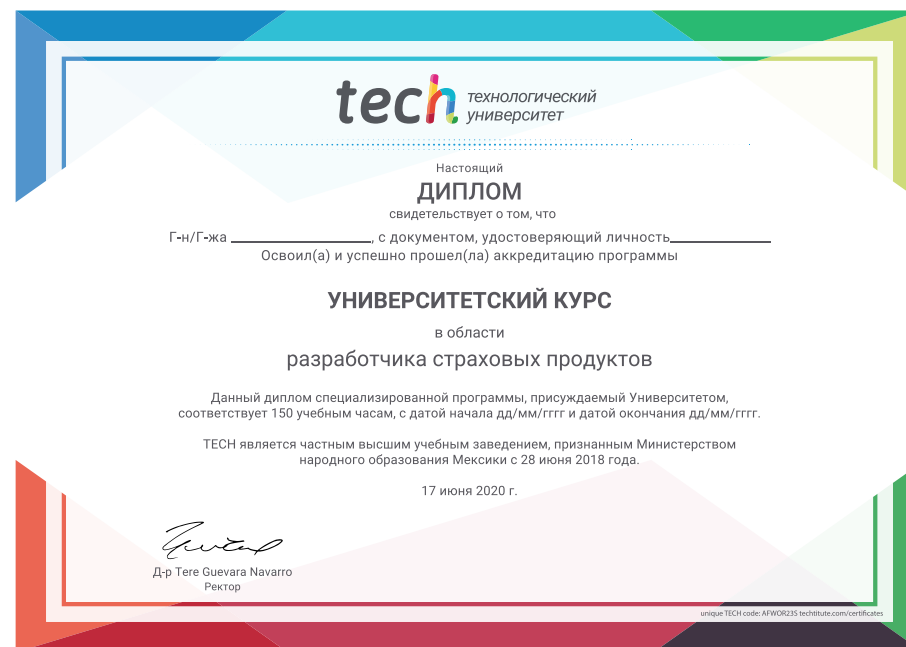 tech технологический
университет
Настоящий
ДИПЛОМ
свидетельствует о том, что
Г-н/Г-жа ____________, с документом, удостоверяющий личность____________
Освоил(а) и успешно прошел(ла) аккредитацию программы
УНИВЕРСИТЕТСКИЙ КУРС
в области
разработчика страховых продуктов
Данный диплом специализированной программы, присуждаемый Университетом,
соответствует 150 учебным часам, с датой начала дд/мм/гггг и датой окончания дд/мм/гггг.
TECH является частным высшим учебным заведением, признанным Министерством
народного образования Мексики с 28 июня 2018 года.
17 июня 2020 г.
Д-р Tere Guevara Navarro
Ректор
unique TECH code: AFWOR23S techtitute.com/certificates